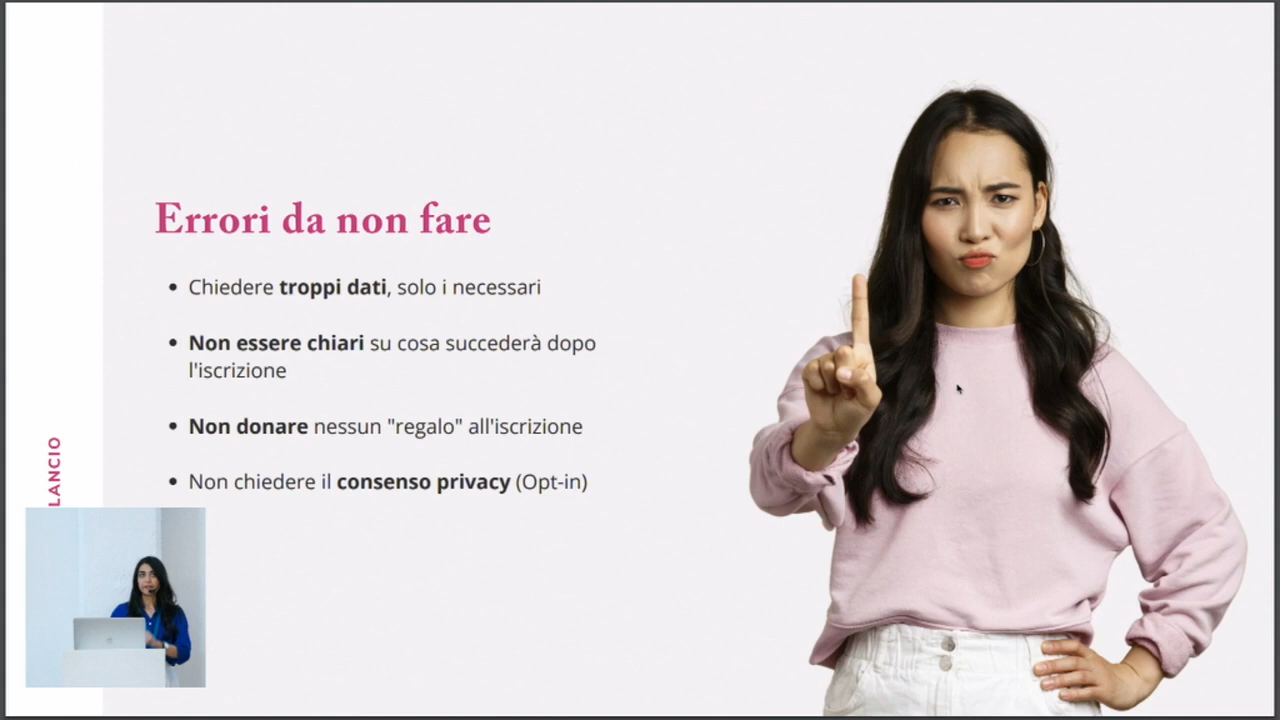 Errori da non fare
Chiedere troppi dati, solo i necessari
Non essere chiari su cosa succederà dopo
l'iscrizione
Non donare nessun "regalo" all'iscrizione
Non chiedere il consenso privacy (Opt-in)
LANCIO